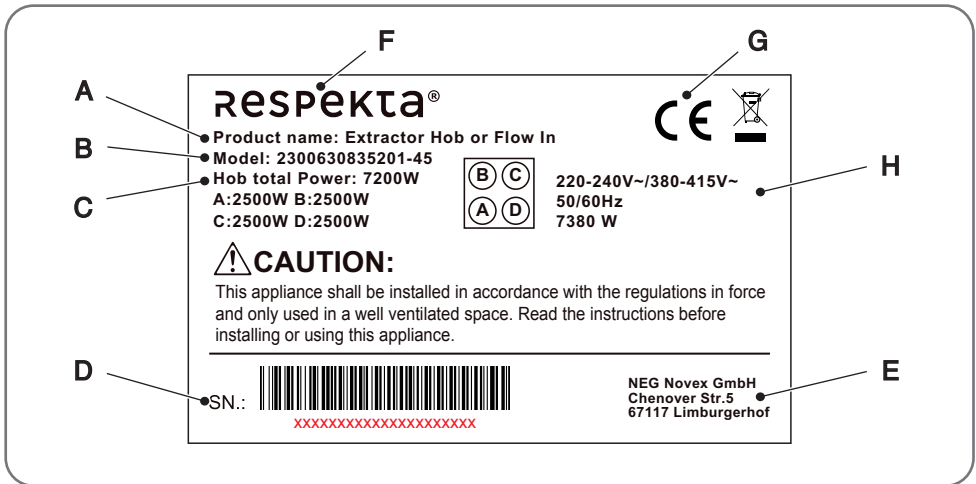 F
G
A
B
C
D
E
H
Respekta®
CE
Product name: Extractor Hob or Flow In
Model: 2300630835201-45
Hob total Power: 7200W
A:2500W B:2500W
C:2500W D:2500W
B C
A D
220-240V~/380-415V~
50/60Hz
7380 W
CAUTION:
This appliance shall be installed in accordance with the regulations in force
and only used in a well ventilated space. Read the instructions before
installing or using this appliance.
SN.:
XXXXXXXXXXXXXXXXXXXXX
NEG Novex GmbH
Chenover Str.5
67117 Limburgerhof